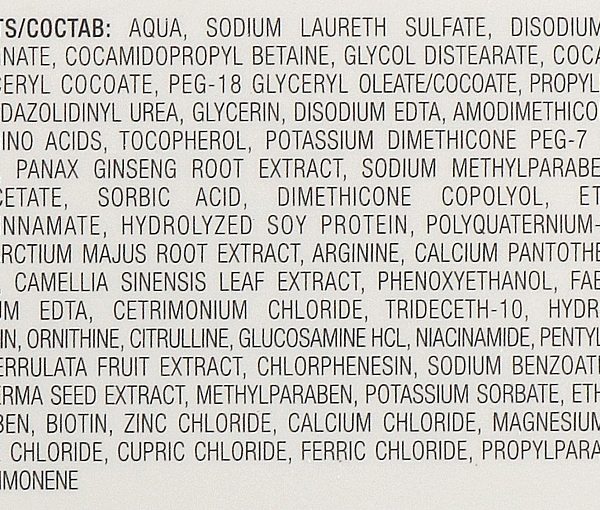 TS/СОСТАВ: AQUA, SODIUM LAURETH SULFATE, DISODIUM
INATE, COCAMIDOPROPYL BETAINE, GLYCOL DISTEARATE, COCA
CERYL COCOATE, PEG-18 GLYCERYL OLEATE/COCOATE, PROPYL
DAZOLIDINYL UREA, GLYCERIN, DISODIUM EDTA, AMODIMETHICO
INO ACIDS, TOCOPHEROL, POTASSIUM DIMETHICONE PEG-7
, PANAX GINSENG ROOT EXTRACT, SODIUM METHYLPARABE
CETATE, SORBIC ACID, DIMETHICONE COPOLYOL, ET
INNAMATE, HYDROLYZED SOY PROTEIN, POLYQUATERNIUM-
ARCTIUM MAJUS ROOT EXTRACT, ARGININE, CALCIUM PANTOTHE
, CAMELLIA SINENSIS LEAF EXTRACT, PHENOXYETHANOL, FAE
UM EDTA, CETRIMONIUM CHLORIDE, TRIDECETH-10, HYDR
IN, ORNITHINE, CITRULLINE, GLUCOSAMINE HCL, NIACINAMIDE, PENTYL
ERRULATA FRUIT EXTRACT, CHLORPHENESIN, SODIUM BENZOAT
ERMA SEED EXTRACT, METHYLPARABEN, POTASSIUM SORBATE, ETH
BEN, BIOTIN, ZINC CHLORIDE, CALCIUM CHLORIDE, MAGNESIUM
CHLORIDE, CUPRIC CHLORIDE, FERRIC CHLORIDE, PROPYLPARA
IMONENE